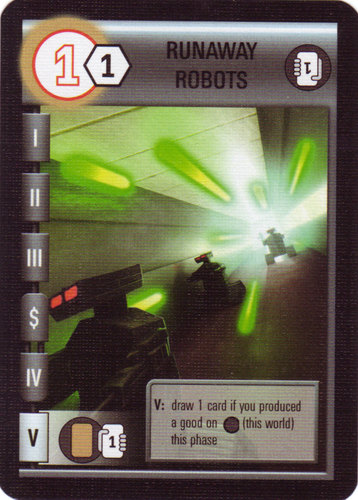 1
1
RUNAWAY
ROBOTS
1
I
II
III
$
IV
V
1
V: draw 1 card if you produced
a good on (this world)
this phase